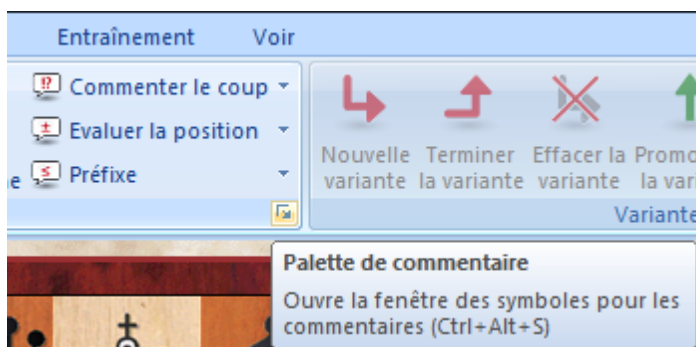 Entraînement Voir
Commenter le coup
Evaluer la position
Préfixe
Nouvelle variante
Terminer la variante
Effacer la variante
la
Variante
Palette de commentaire
Ouvre la fenêtre des symboles pour les
commentaires (Ctrl+Alt+S)